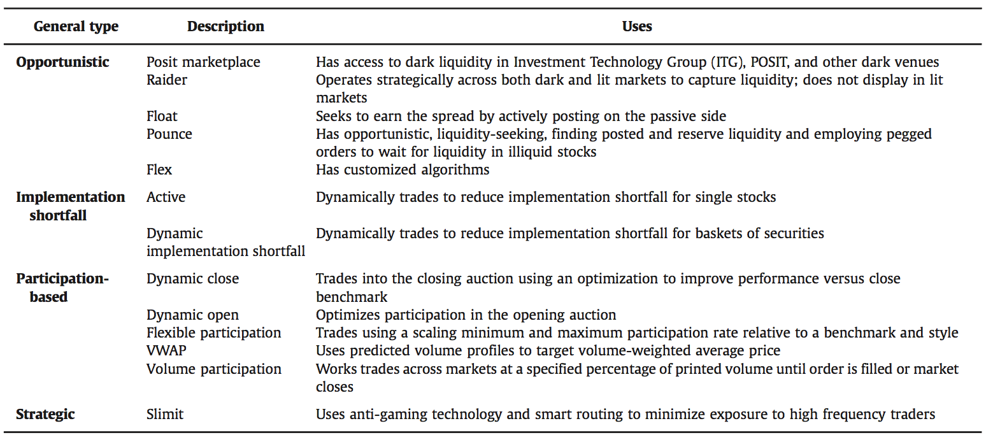 General type Description Uses
Opportunistic Posit marketplace Has access to dark liquidity in Investment Technology Group (ITG), POSIT, and other dark venues
Raider Operates strategically across both dark and lit markets to capture liquidity; does not display in lit
markets
Float Seeks to earn the spread by actively posting on the passive side
Pounce Has opportunistic, liquidity-seeking, finding posted and reserve liquidity and employing pegged
orders to wait for liquidity in illiquid stocks
Flex Has customized algorithms
Implementation Active Dynamically trades to reduce implementation shortfall for single stocks
shortfall
Dynamic Dynamically trades to reduce implementation shortfall for baskets of securities
implementation shortfall
Participation- Dynamic close Trades into the closing auction using an optimization to improve performance versus close
based benchmark
Dynamic open Optimizes participation in the opening auction
Flexible participation Trades using a scaling minimum and maximum participation rate relative to a benchmark and style
VWAP Uses predicted volume profiles to target volume-weighted average price
Volume participation Works trades across markets at a specified percentage of printed volume until order is filled or market
closes
Strategic Slimit Uses anti-gaming technology and smart routing to minimize exposure to high frequency traders